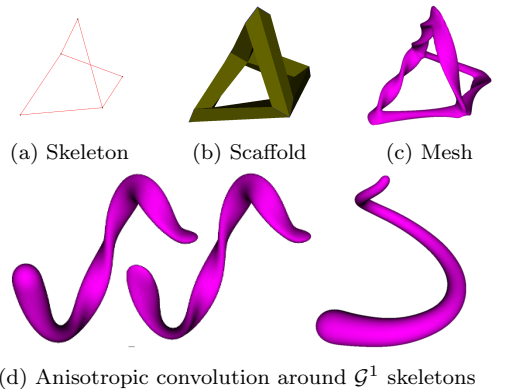 (a) Skeleton (b) Scaffold (c) Mesh
(d) Anisotropic convolution around 𝒢¹ skeletons